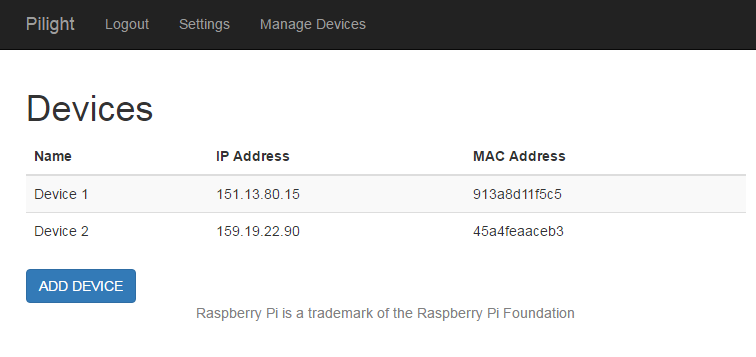 Pilight Logout Settings Manage Devices
Devices
Name IP Address MAC Address
Device 1 151.13.80.15 913a8d11f5c5
Device 2 159.19.22.90 45a4feaaceb3
ADD DEVICE
Raspberry Pi is a trademark of the Raspberry Pi Foundation